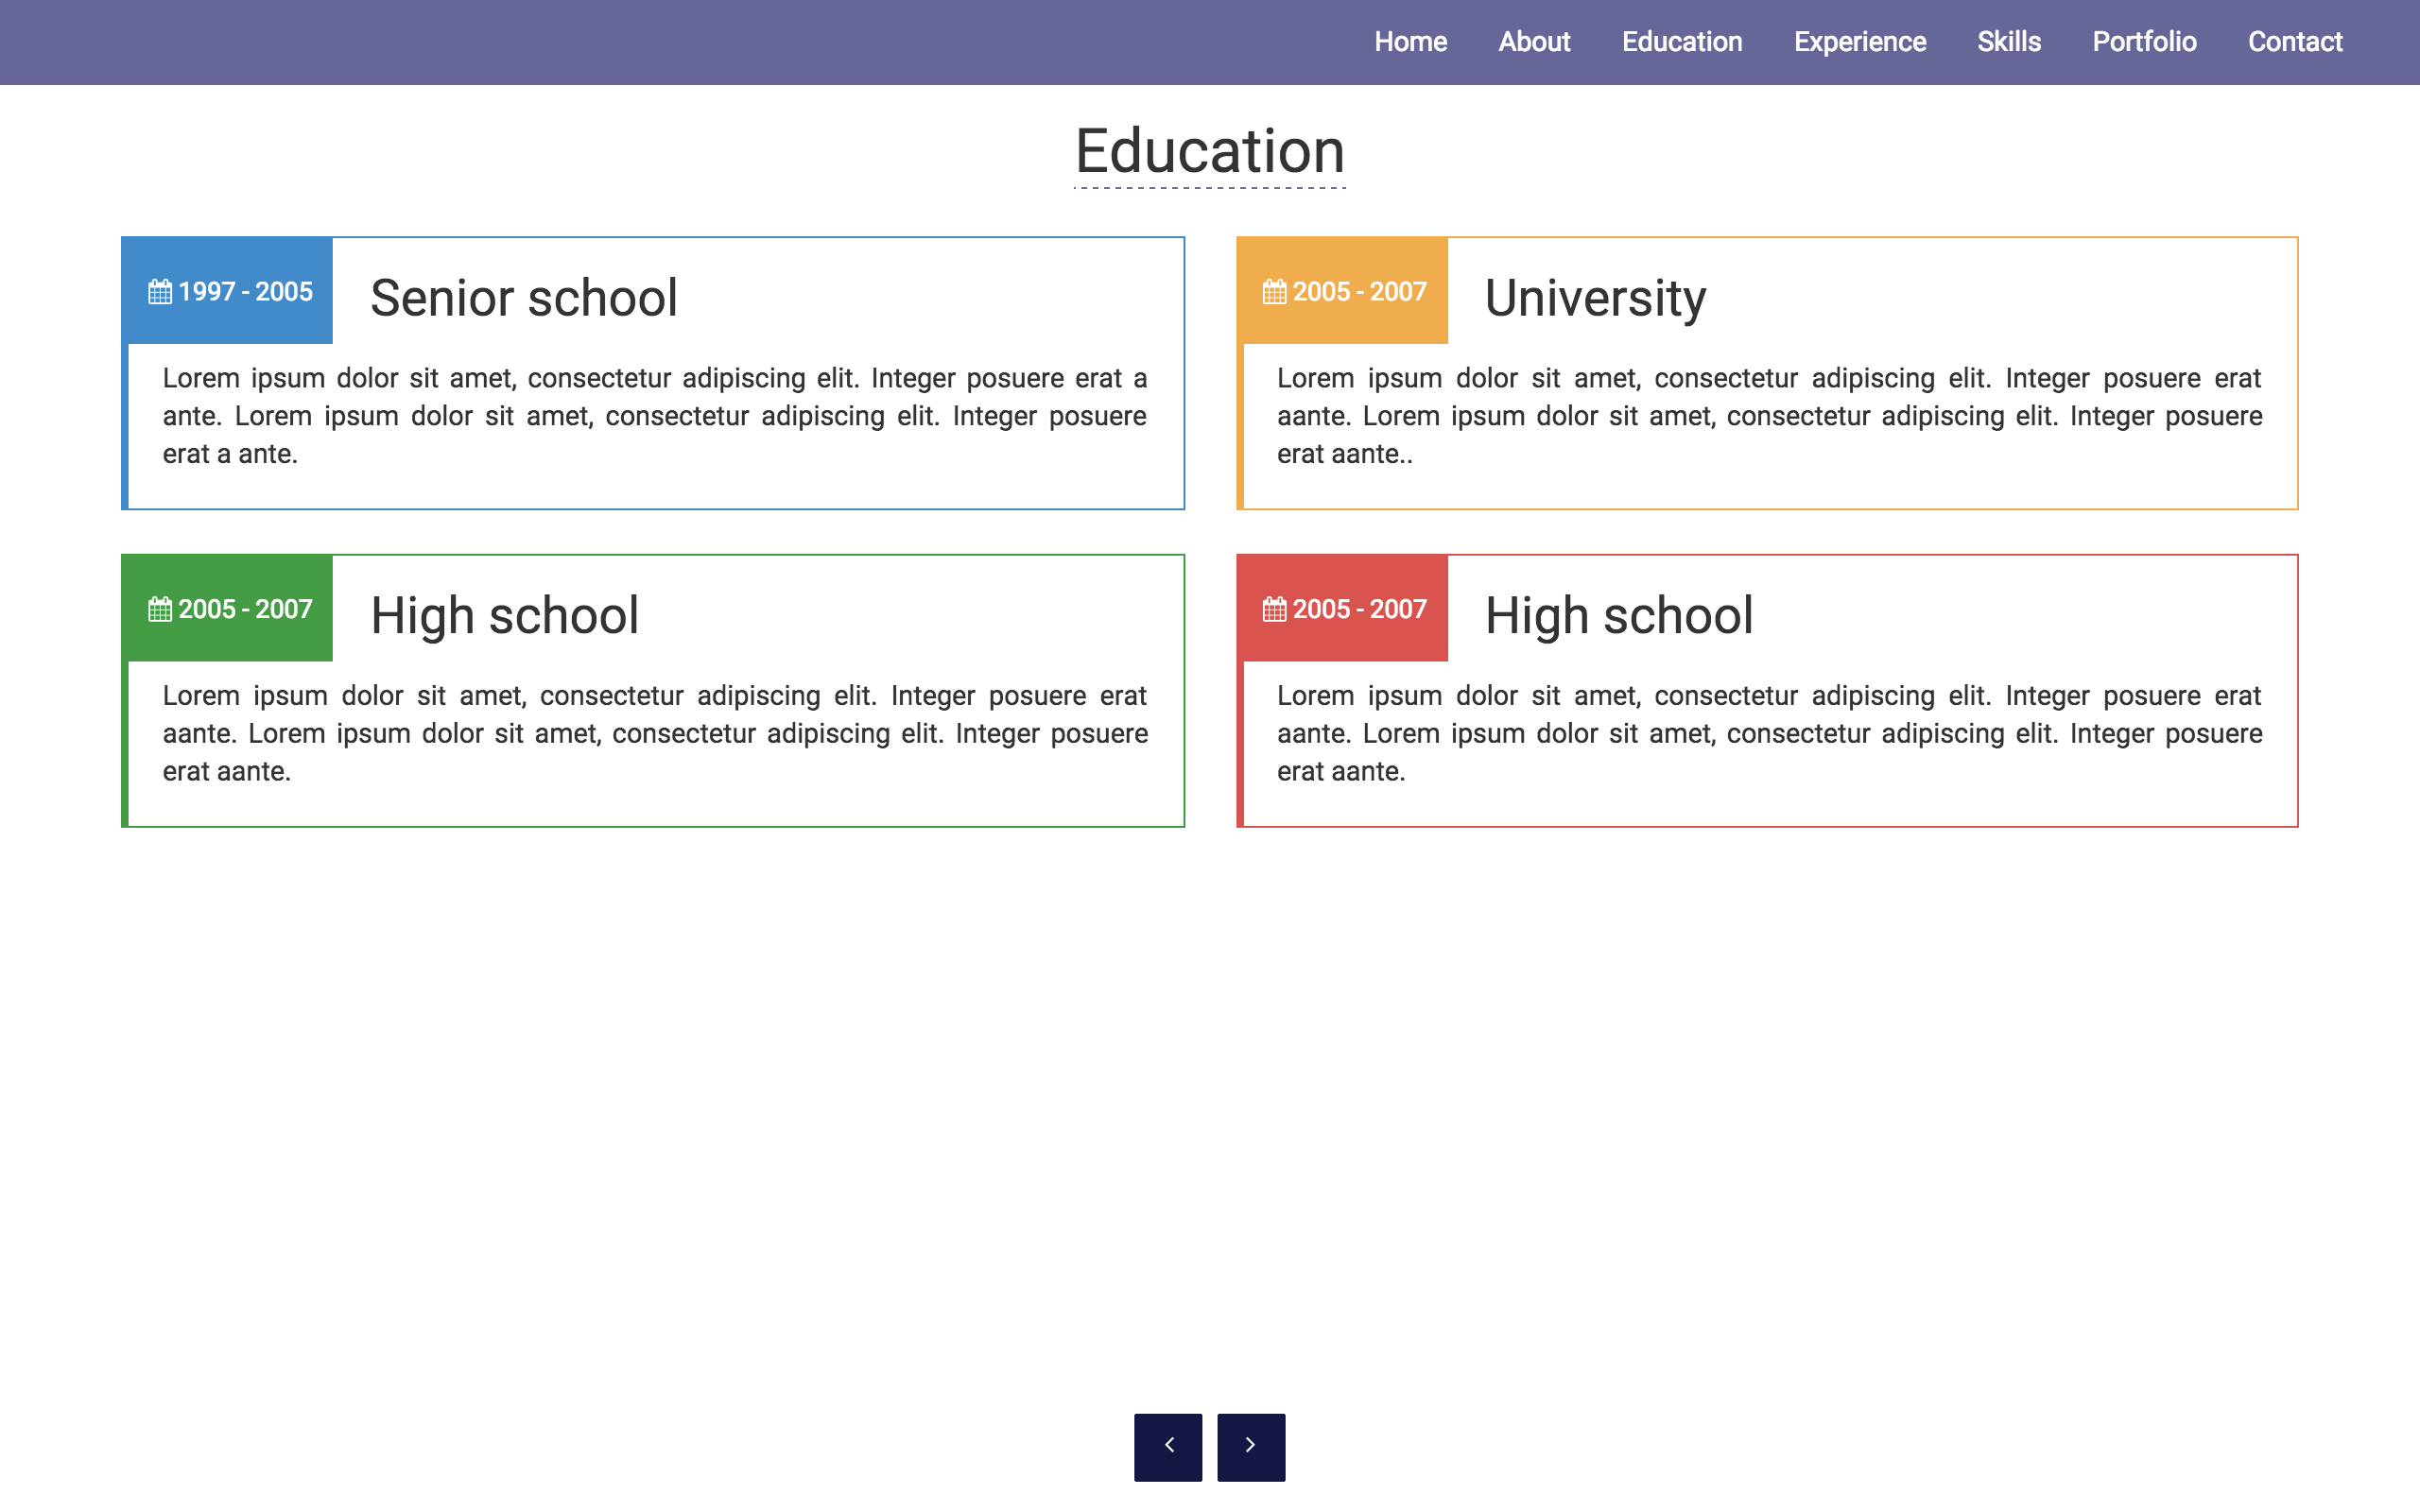 Home About Education Experience Skills Portfolio Contact
Education
1997 - 2005
Senior school
Lorem ipsum dolor sit amet, consectetur adipiscing elit. Integer posuere erat a
ante. Lorem ipsum dolor sit amet, consectetur adipiscing elit. Integer posuere
erat a ante.
2005 - 2007
University
Lorem ipsum dolor sit amet, consectetur adipiscing elit. Integer posuere erat
aante. Lorem ipsum dolor sit amet, consectetur adipiscing elit. Integer posuere
erat aante..
2005 - 2007
High school
Lorem ipsum dolor sit amet, consectetur adipiscing elit. Integer posuere erat
aante. Lorem ipsum dolor sit amet, consectetur adipiscing elit. Integer posuere
erat aante.
2005 - 2007
High school
Lorem ipsum dolor sit amet, consectetur adipiscing elit. Integer posuere erat
aante. Lorem ipsum dolor sit amet, consectetur adipiscing elit. Integer posuere
erat aante.